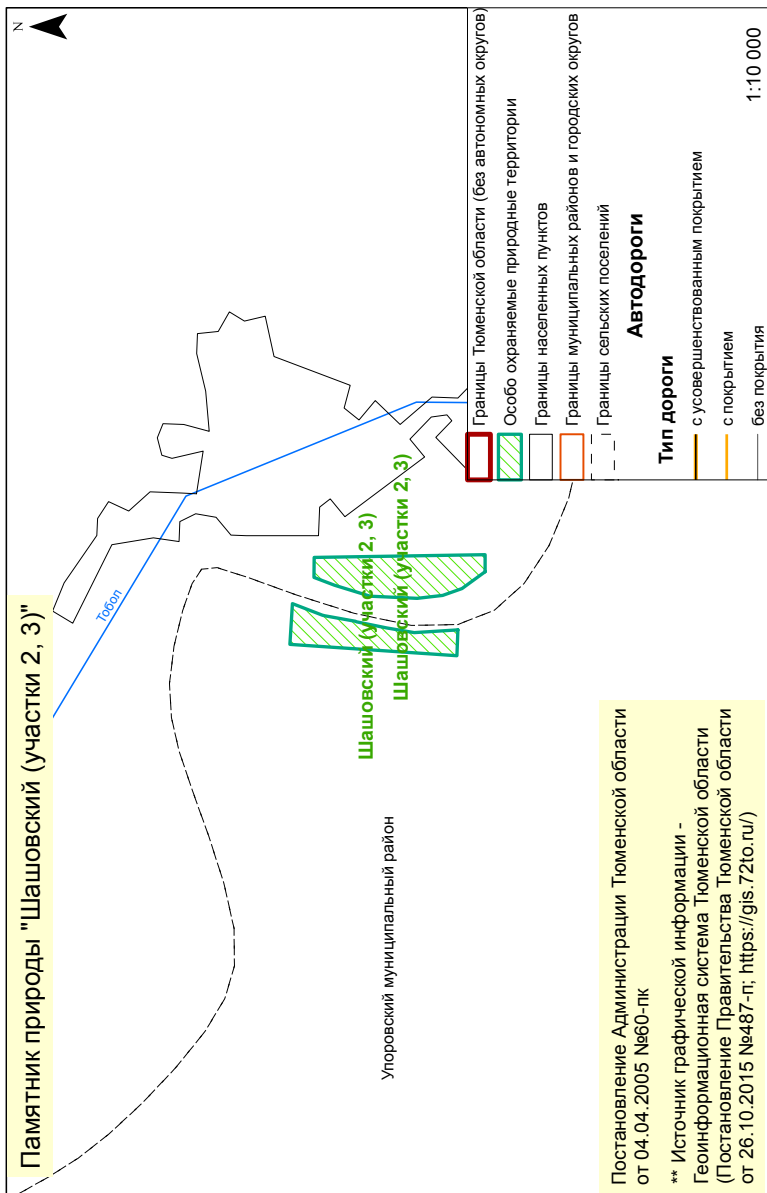 Памятник природы "Шашовский (участки 2, 3)"
N
Тобол
Шашовский (участки 2, 3)
Шашовский (участки 2, 3)
Упоровский муниципальный район
Постановление Администрации Тюменской области
от 04.04.2005 №60-пк
** Источник графической информации -
Геоинформационная система Тюменской области
(Постановление Правительства Тюменской области
от 26.10.2015 №487-п; https://gis.72to.ru/)
Границы Тюменской области (без автономных округов)
Особо охраняемые природные территории
Границы населенных пунктов
Границы муниципальных районов и городских округов
Границы сельских поселений
Автодороги
Тип дороги
с усовершенствованным покрытием
с покрытием
без покрытия
1:10 000